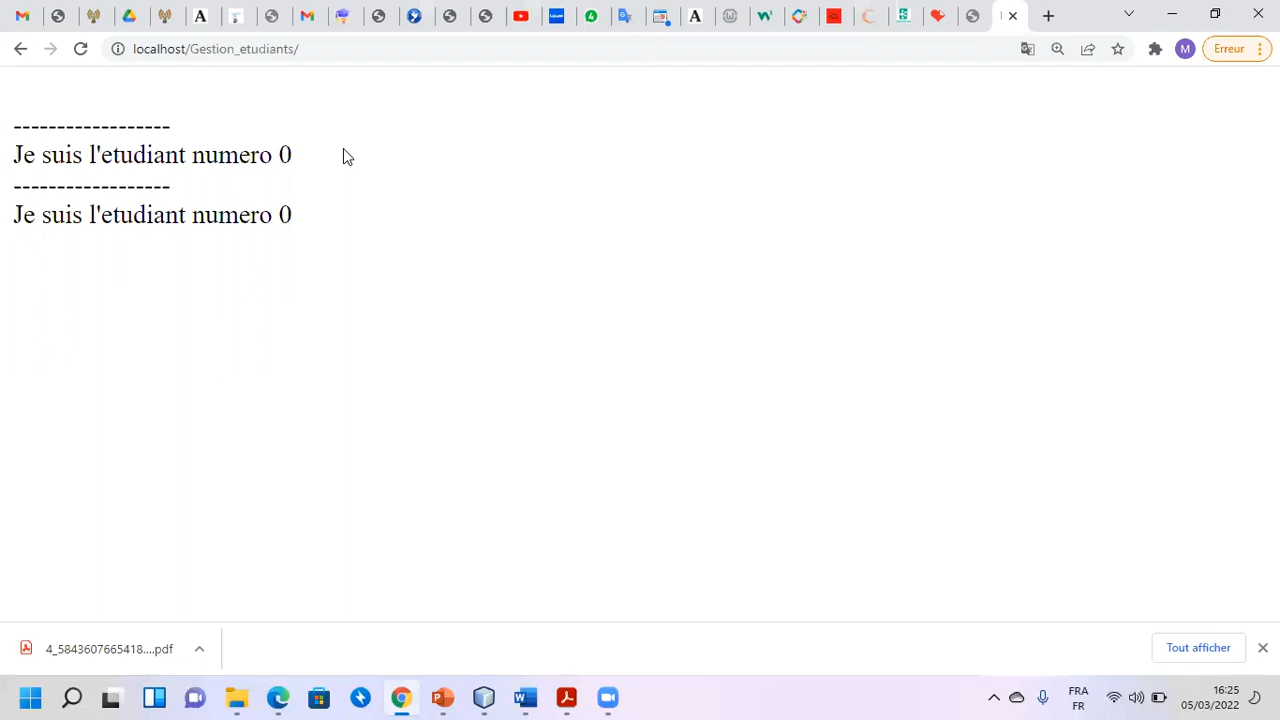 localhost/Gestion_etudiants/
Erreur
------------------
Je suis l'etudiant numero 0
------------------
Je suis l'etudiant numero 0
4_5843607665418....pdf
Tout afficher
FRA
FR
16:25
05/03/2022